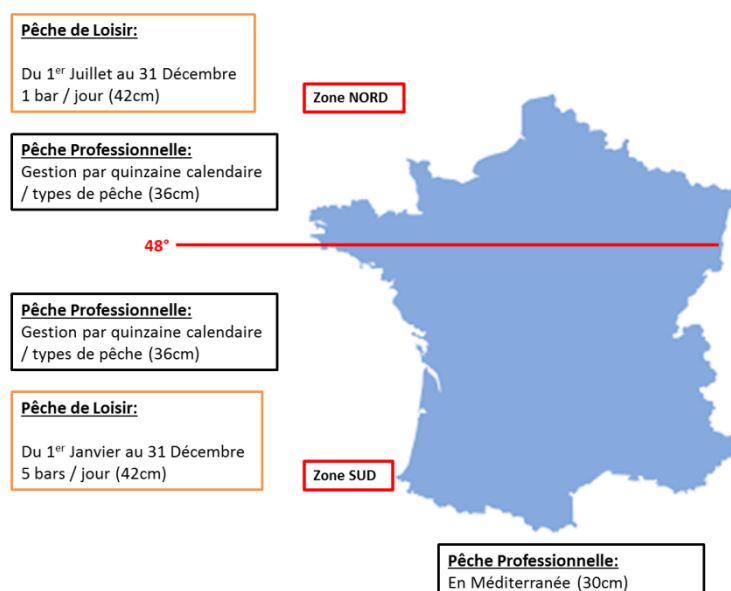 Pêche de Loisir:
Du 1er Juillet au 31 Décembre
1 bar / jour (42cm)
Zone NORD
Pêche Professionnelle:
Gestion par quinzaine calendaire
/ types de pêche (36cm)
48°
Pêche Professionnelle:
Gestion par quinzaine calendaire
/ types de pêche (36cm)
Pêche de Loisir:
Du 1er Janvier au 31 Décembre
5 bars / jour (42cm)
Zone SUD
Pêche Professionnelle:
En Méditerranée (30cm)